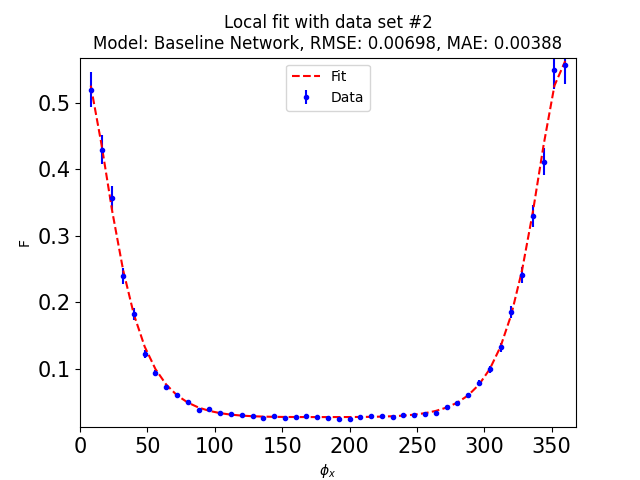 Local fit with data set #2
Model: Baseline Network, RMSE: 0.00698, MAE: 0.00388
Fit
Data
0.5
0.4
0.3
0.2
0.1
F
0 50 100 150 200 250 300 350
ϕx